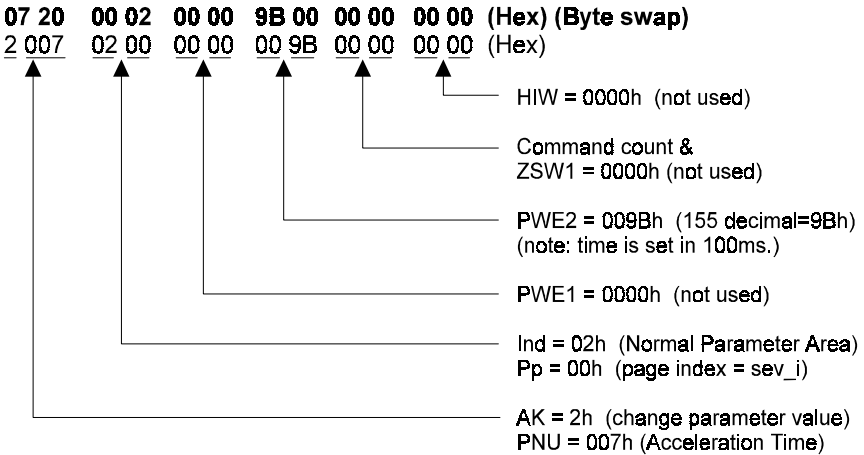 07 20 00 02 00 00 9B 00 00 00 00 00 (Hex) (Byte swap)
2 007 02 00 00 00 00 9B 00 00 00 00 (Hex)
HIW = 0000h (not used)
Command count &
ZSW1 = 0000h (not used)
PWE2 = 009Bh (155 decimal=9Bh)
(note: time is set in 100ms.)
PWE1 = 0000h (not used)
Ind = 02h (Normal Parameter Area)
Pp = 00h (page index = sev_i)
AK = 2h (change parameter value)
PNU = 007h (Acceleration Time)